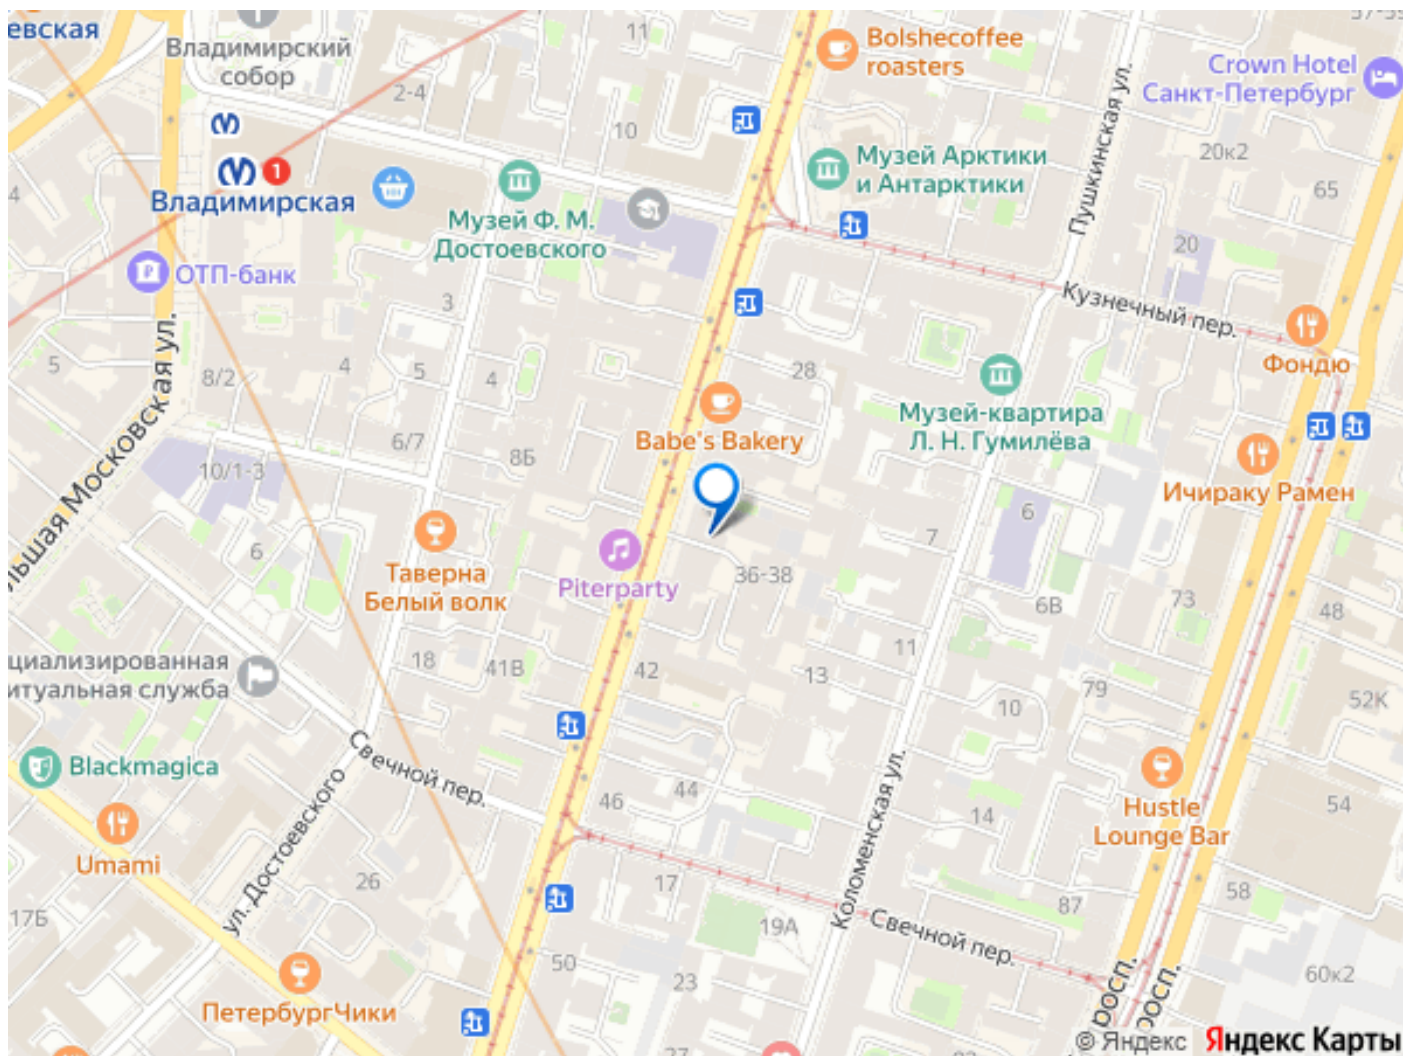 евская
Владимирский
собор
11
Bolshecoffee
roasters
Crown Hotel
Санкт-Петербург
2-4
10
Музей Арктики
и Антарктики
Пушкинская ул.
20к2
65
1
Владимирская
Музей Ф. М.
Достоевского
ОТП-банк
20
3
Кузнечный пер.
Фондю
5
8/2
4
5
4
28
Музей-квартира
Л. Н. Гумилёва
Babe's Bakery
6/7
8Б
10/1-3
Ичираку Рамен
льшая Московская ул.
6
6
7
Таверна
Белый волк
Piterparty
36-38
6В
73
48
циализированная
итуальная служба
18
41В
42
11
13
79
10
52К
Blackmagica
Свечной пер.
46
44
14
Hustle
Lounge Bar
54
Umami
ул. Достоевского
26
17
Коломенская ул.
87
58
17Б
19А
Свечной пер.
50
23
60к2
ПетербургЧики
росп.
росп.
© Яндекс
Яндекс Карты